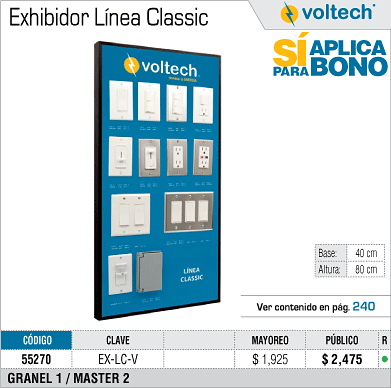 Exhibidor Línea Classic
voltech®
SÍ APLICA
PARA BONO
voltech®
LÍNEA
CLASSIC
Base: 40 cm
Altura: 80 cm
Ver contenido en pág. 240
CÓDIGO CLAVE MAYOREO PÚBLICO R
55270 EX-LC-V $ 1,925 $ 2,475
GRANEL 1 / MASTER 2